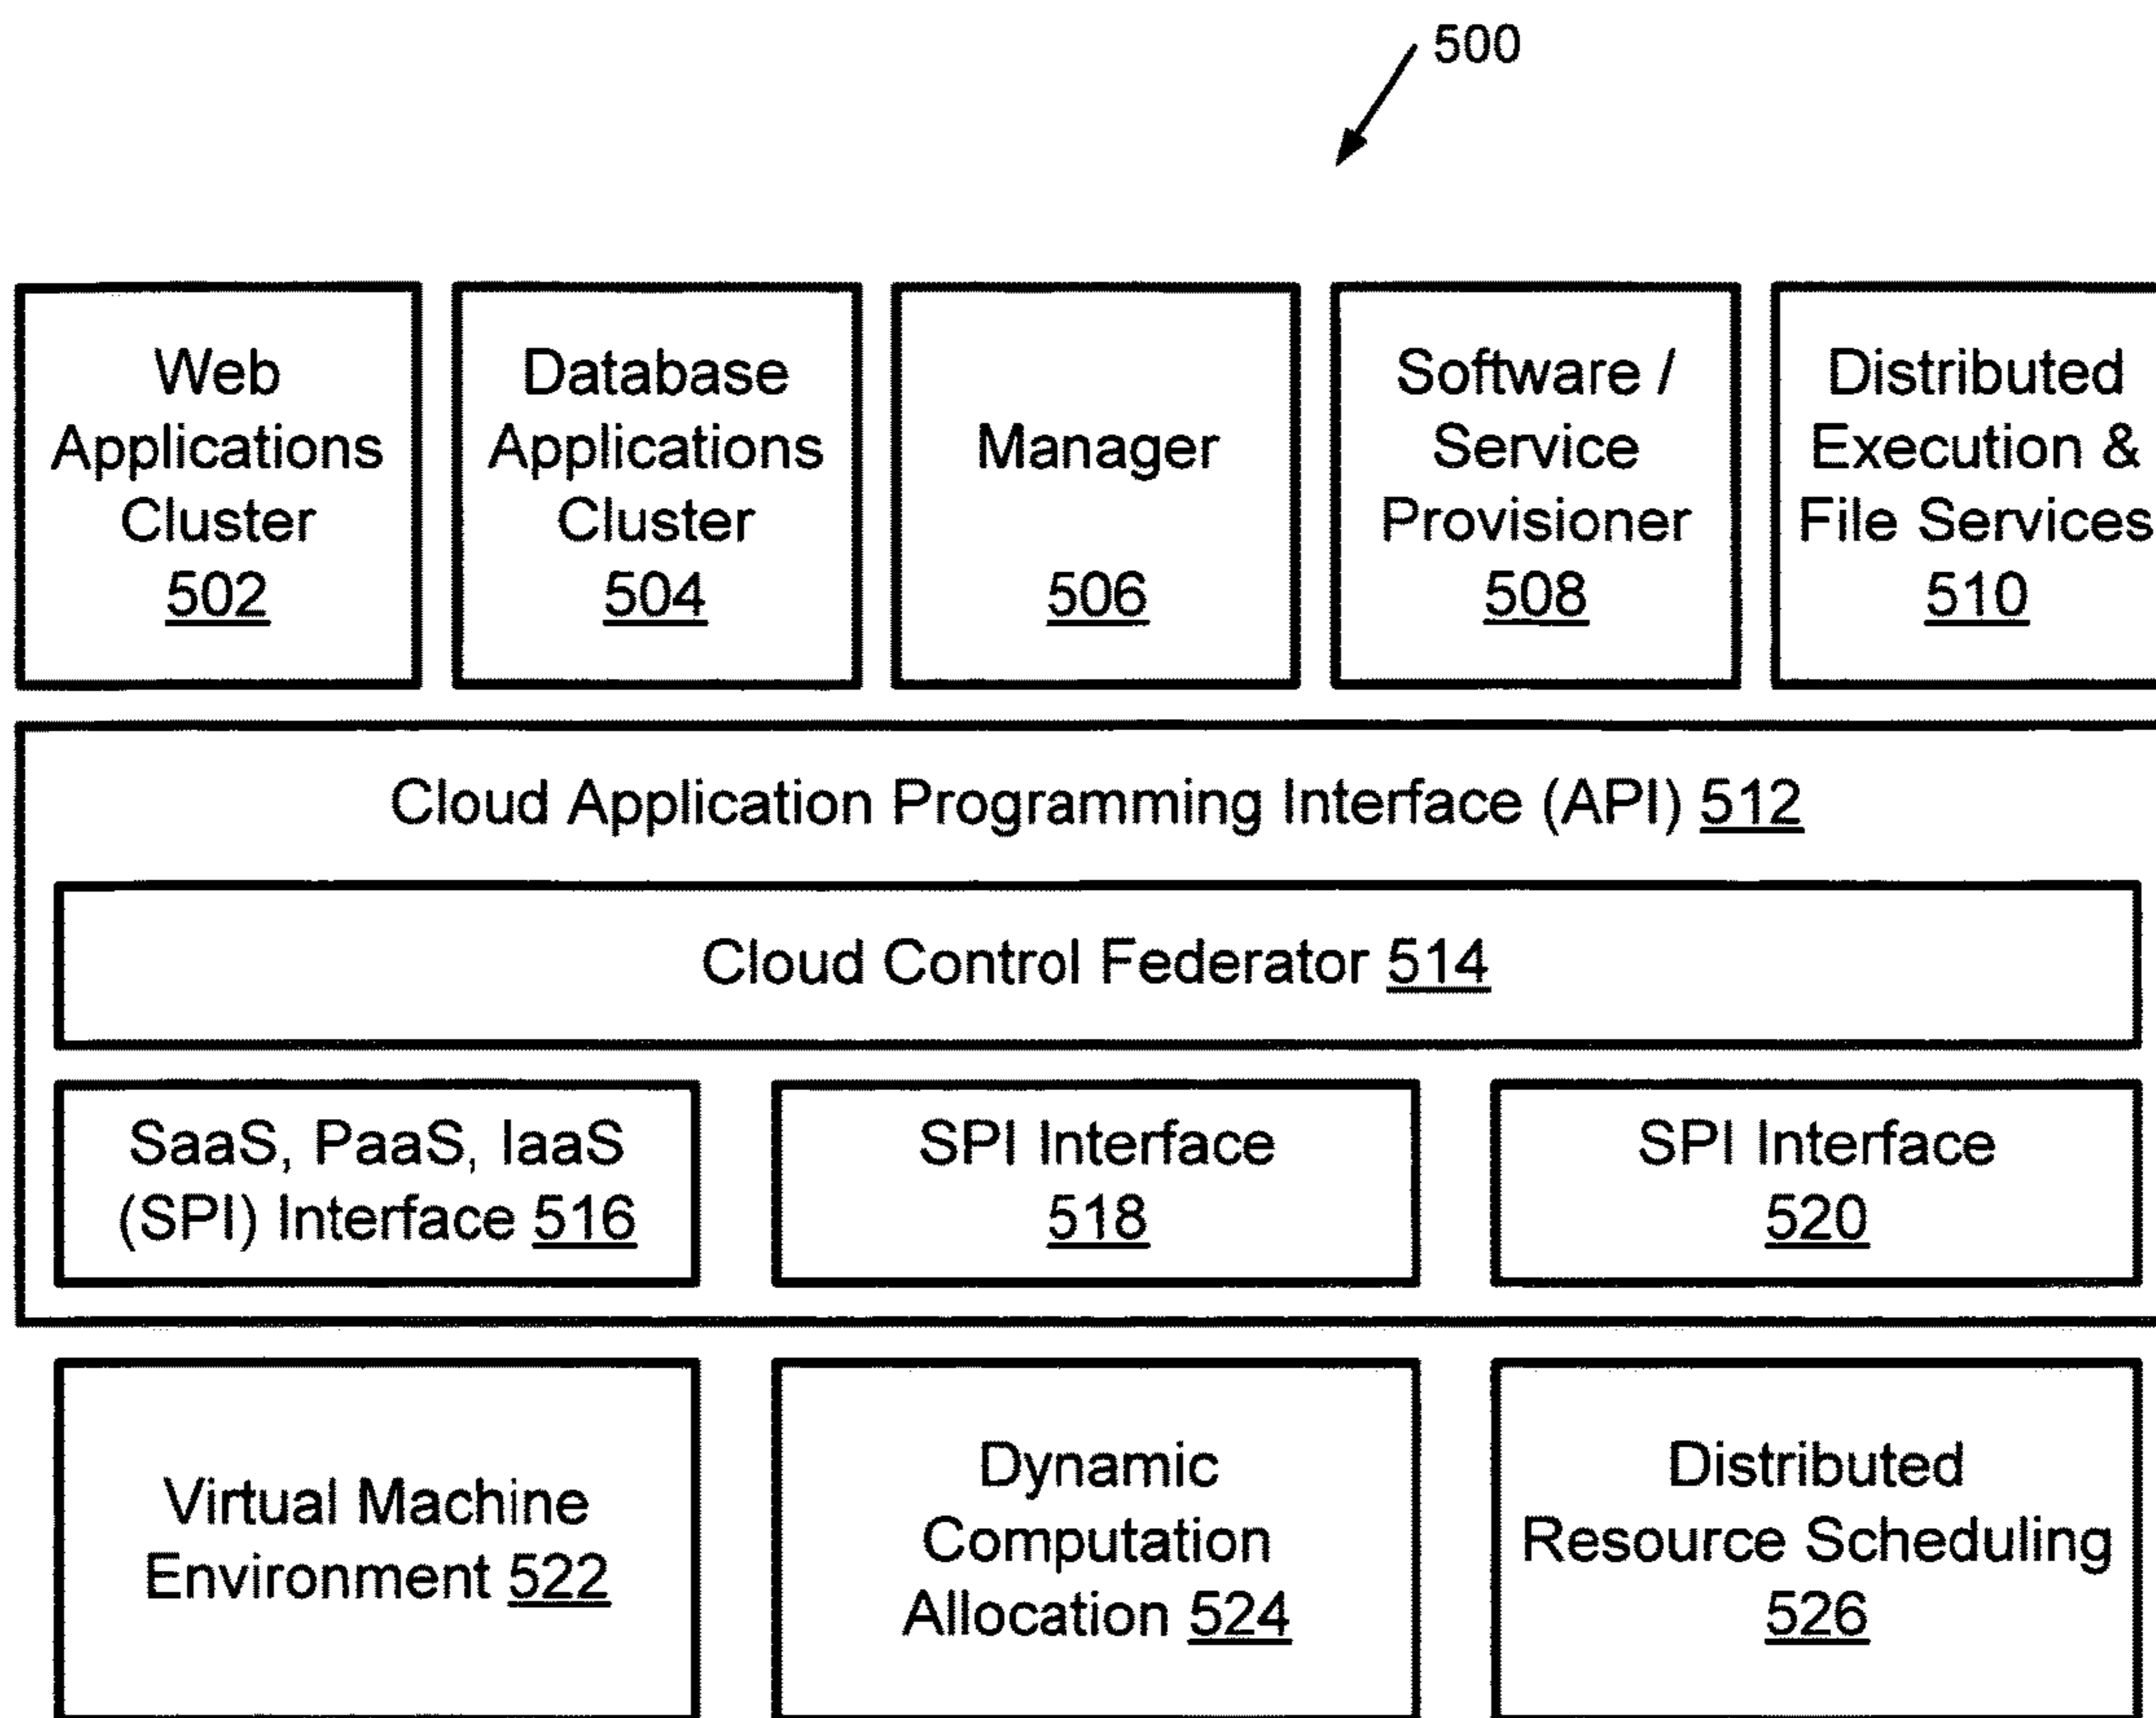 500
Web
Applications
Cluster
502
Database
Applications
Cluster
504
Manager
506
Software /
Service
Provisioner
508
Distributed
Execution &
File Services
510
Cloud Application Programming Interface (API) 512
Cloud Control Federator 514
SaaS, PaaS, IaaS
(SPI) Interface 516
SPI Interface
518
SPI Interface
520
Virtual Machine
Environment 522
Dynamic
Computation
Allocation 524
Distributed
Resource Scheduling
526